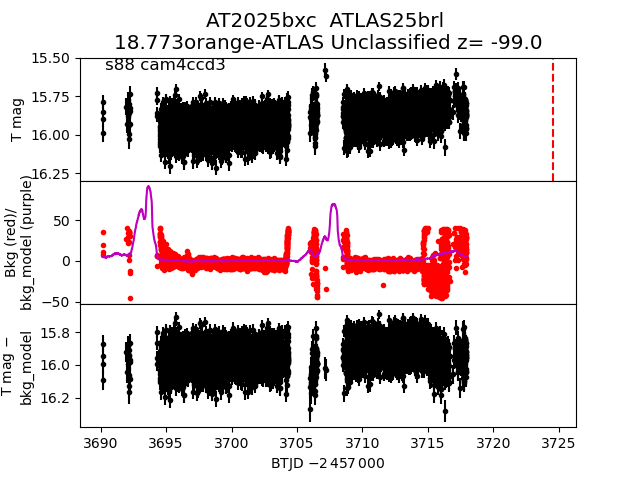 AT2025bxc  ATLAS25brl
18.773orange-ATLAS Unclassified z= -99.0
s88 cam4ccd3
T mag
15.50
15.75
16.00
16.25
Bkg (red)/
bkg_model (purple)
50
0
−50
T mag −
bkg_model
15.8
16.0
16.2
3690 3695 3700 3705 3710 3715 3720 3725
BTJD −2 457 000